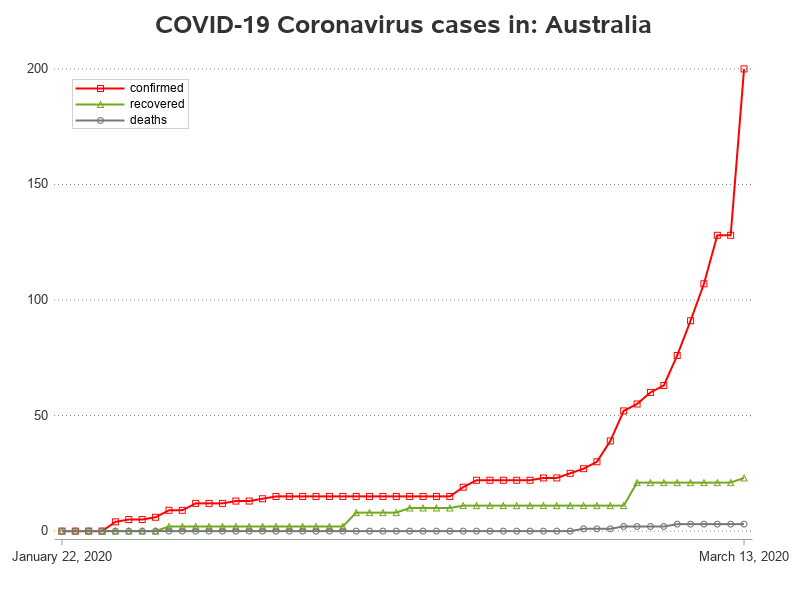 COVID-19 Coronavirus cases in: Australia
200
confirmed
recovered
deaths
150
100
50
0
January 22, 2020
March 13, 2020